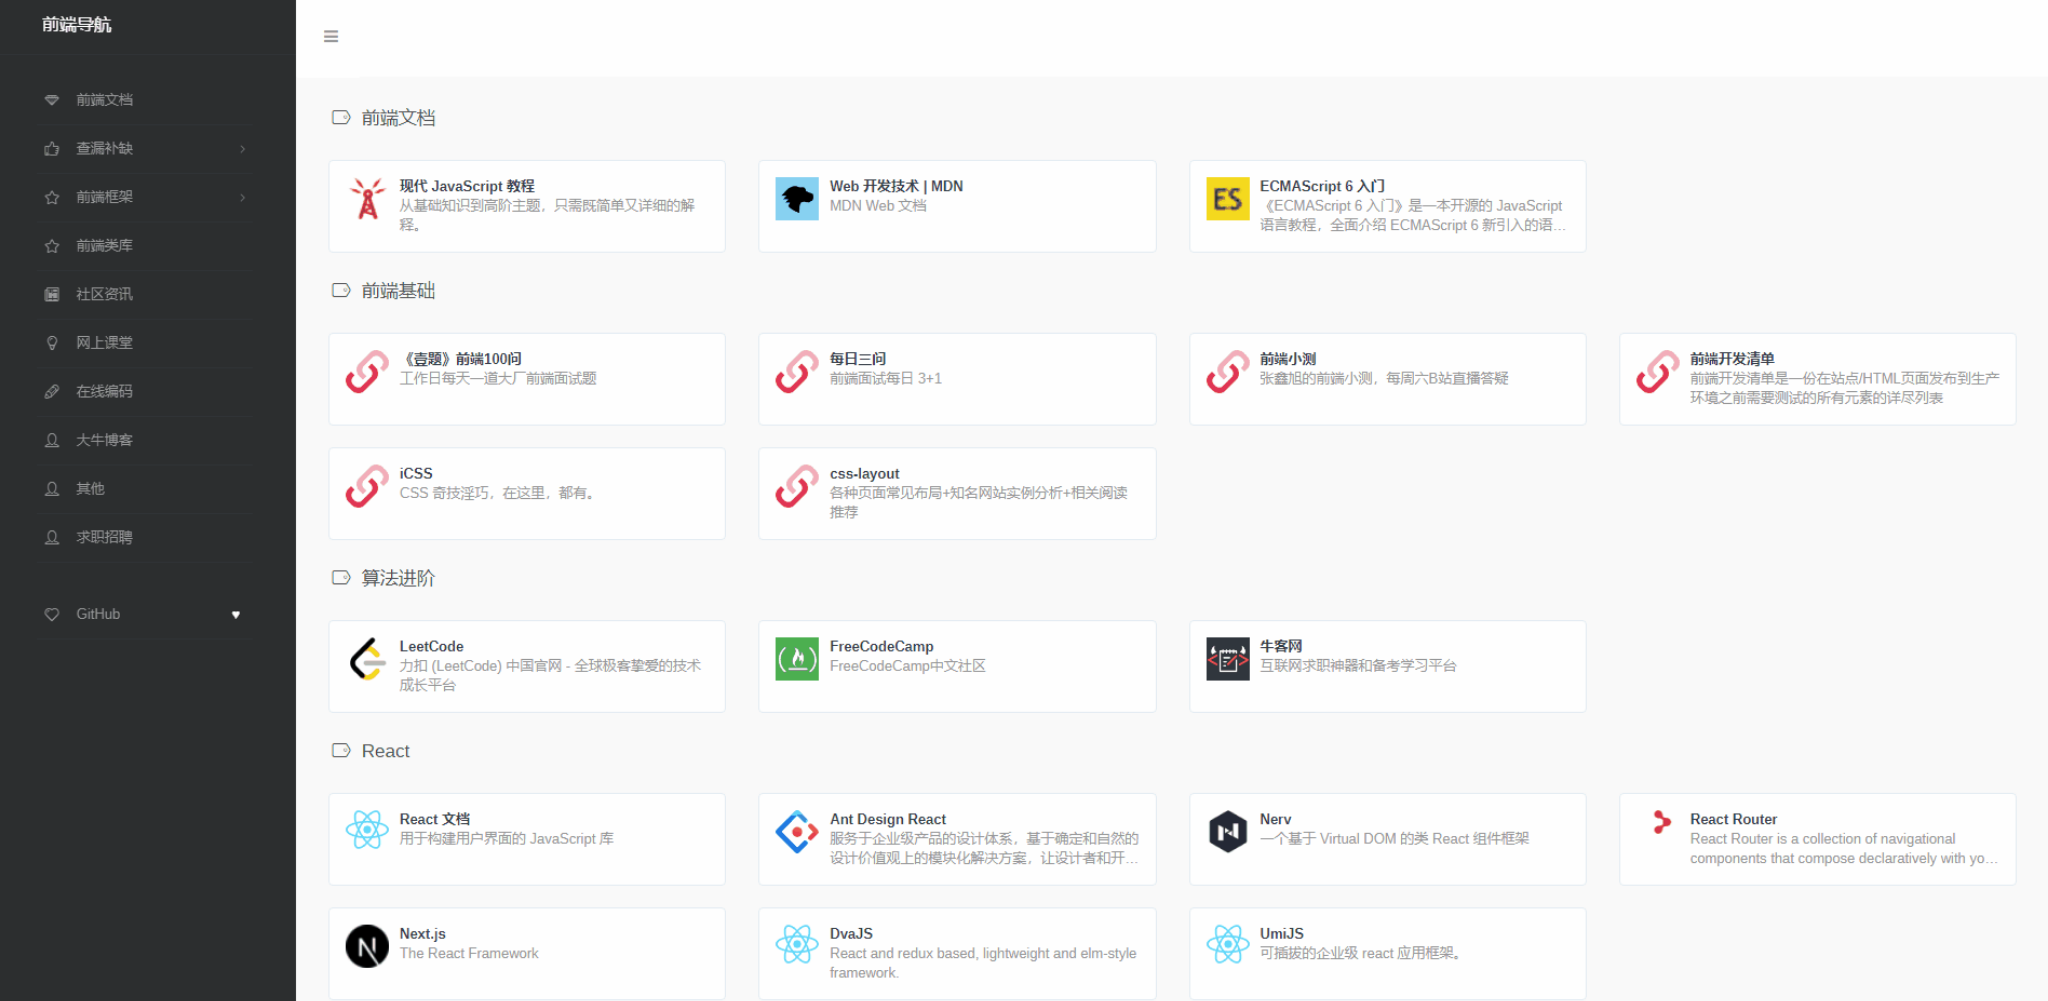 前端导航
前端文档
查漏补缺
前端框架
前端类库
社区资讯
网上课堂
在线编码
大牛博客
其他
求职招聘
GitHub
前端文档
现代 JavaScript 教程
从基础知识到高阶主题，只需既简单又详细的解
释。
Web 开发技术 | MDN
MDN Web 文档
ES
ECMAScript 6 入门
《ECMAScript 6 入门》是一本开源的 JavaScript
语言教程，全面介绍 ECMAScript 6 新引入的语...
前端基础
《壹题》前端100问
工作日每天一道大厂前端面试题
每日三问
前端面试每日 3+1
前端小测
张鑫旭的前端小测，每周六B站直播答疑
前端开发清单
前端开发清单是一份在站点/HTML页面发布到生产
环境之前需要测试的所有元素的详尽列表
iCSS
CSS 奇技淫巧，在这里，都有。
css-layout
各种页面常见布局+知名网站实例分析+相关阅读
推荐
算法进阶
LeetCode
力扣 (LeetCode) 中国官网 - 全球极客挚爱的技术
成长平台
FreeCodeCamp
FreeCodeCamp中文社区
牛客网
互联网求职神器和备考学习平台
React
React 文档
用于构建用户界面的 JavaScript 库
Ant Design React
服务于企业级产品的设计体系，基于确定和自然的
设计价值观上的模块化解决方案，让设计者和开...
Nerv
一个基于 Virtual DOM 的类 React 组件框架
React Router
React Router is a collection of navigational
components that compose declaratively with yo...
Next.js
The React Framework
DvaJS
React and redux based, lightweight and elm-style
framework.
UmiJS
可插拔的企业级 react 应用框架。